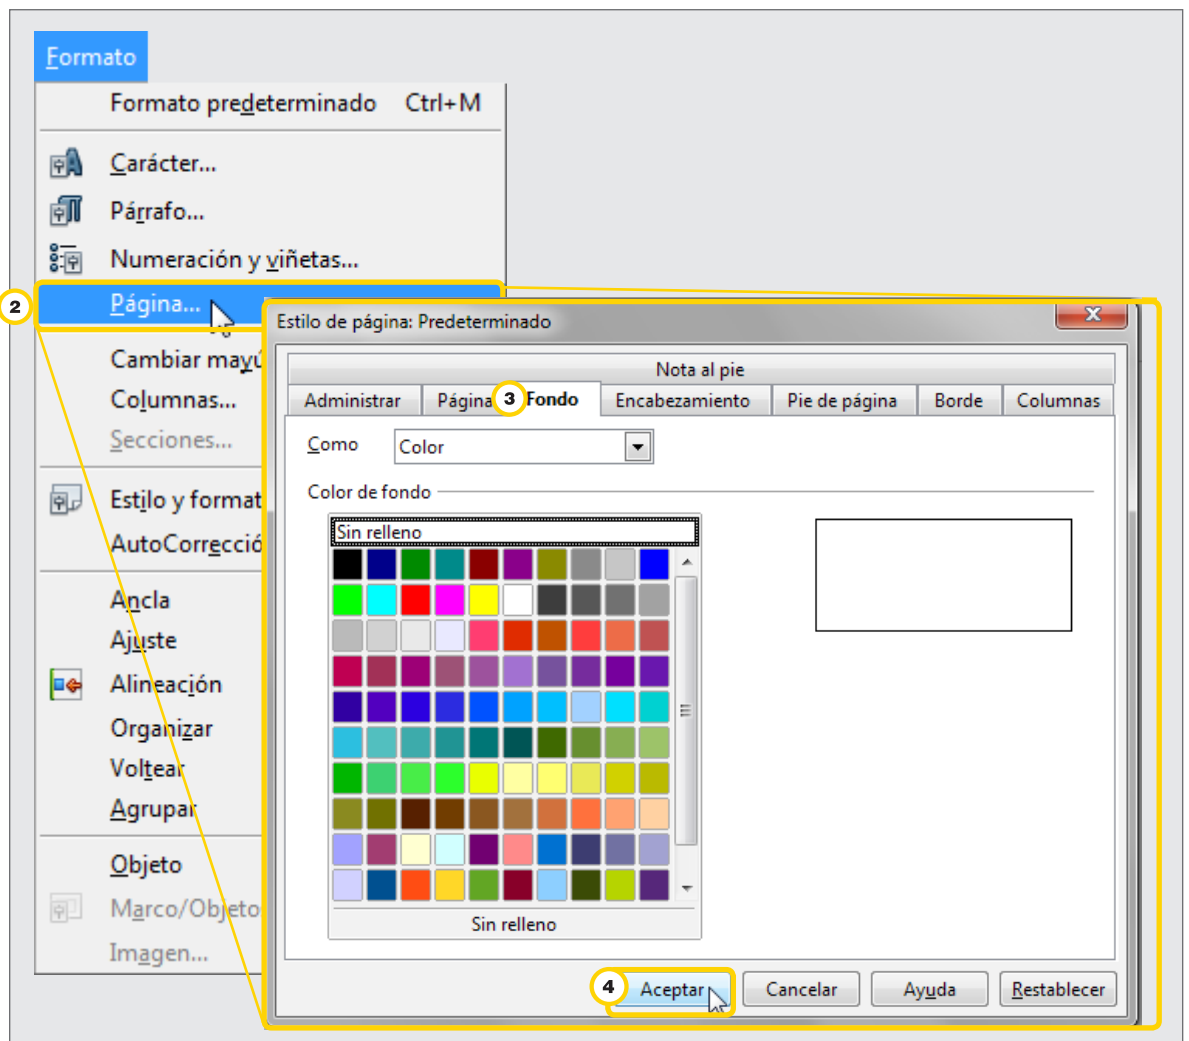 Formato
Formato predeterminado Ctrl+M
Carácter...
Párrafo...
Numeración y viñetas...
2 Página...
Cambiar mayú
Columnas...
Secciones...
Estilo y format
AutoCorrecció
Ancla
Ajuste
Alineación
Organizar
Voltear
Agrupar
Objeto
Marco/Objeto
Imagen...
Estilo de página: Predeterminado
Nota al pie
Administrar Página 3 Fondo Encabezamiento Pie de página Borde Columnas
Como Color
Color de fondo
Sin relleno
Sin relleno
4 Aceptar Cancelar Ayuda Restablecer